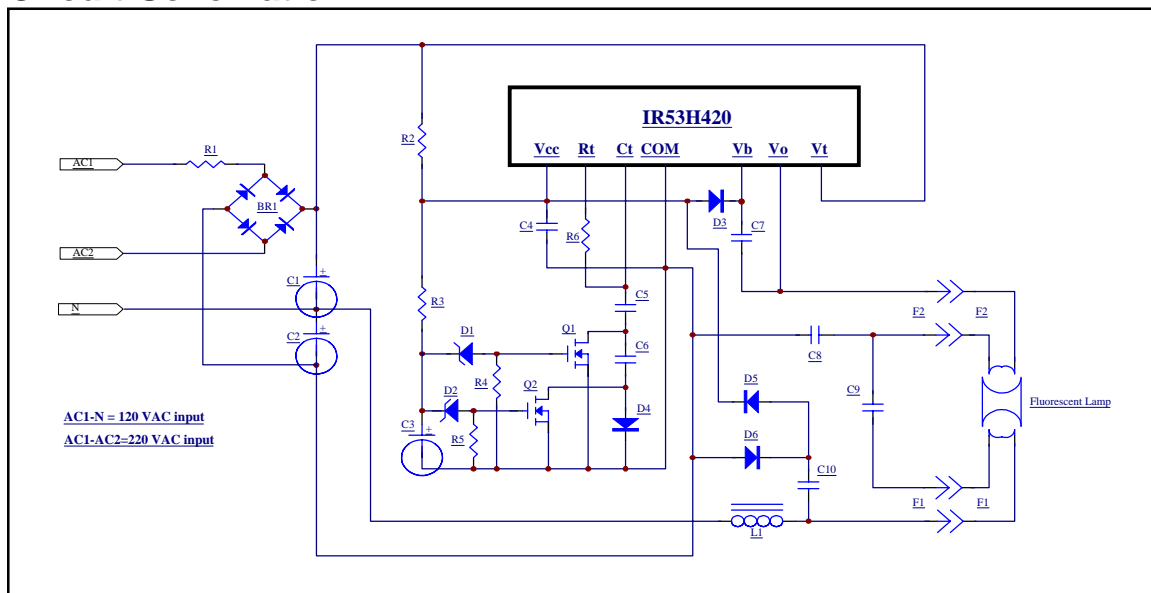 IR53H420
Vcc Rt Ct COM Vb Vo Vt
R2
R1
AC1
BR1
AC2
D3
C4
R6
C7
C1
+
N
C5
R3
F2 F2
C2
+
D1
Q1
C6
C8
R4
D2
Q2
D5
C9
Fluorescent Lamp
AC1-N = 120 VAC input
D4
C3
+
R5
AC1-AC2=220 VAC input
D6
C10
F1 F1
L1